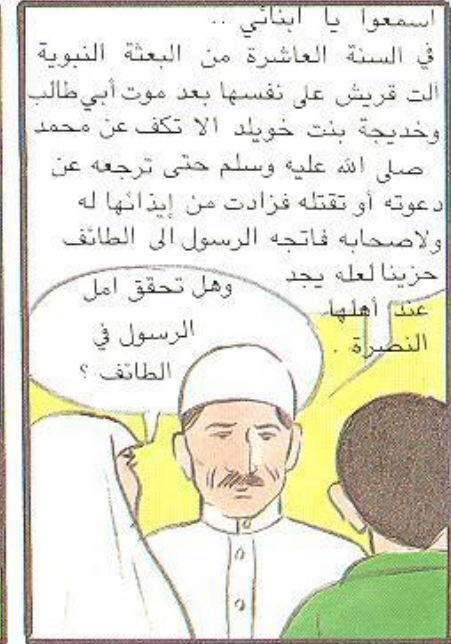 اسمعوا يا أبنائي ..
في السنة العاشرة من البعثة النبوية
آلت قريش على نفسها بعد موت أبي طالب
وخديجة بنت خويلد الا تكف عن محمد
صلى الله عليه وسلم حتى ترجعه عن
دعوته أو تقتله فزادت من إيذائها له
ولاصحابه فاتجه الرسول الى الطائف
حزينا لعله يجد
عند أهلها
النصرة .
وهل تحقق امل
الرسول في
الطائف ؟